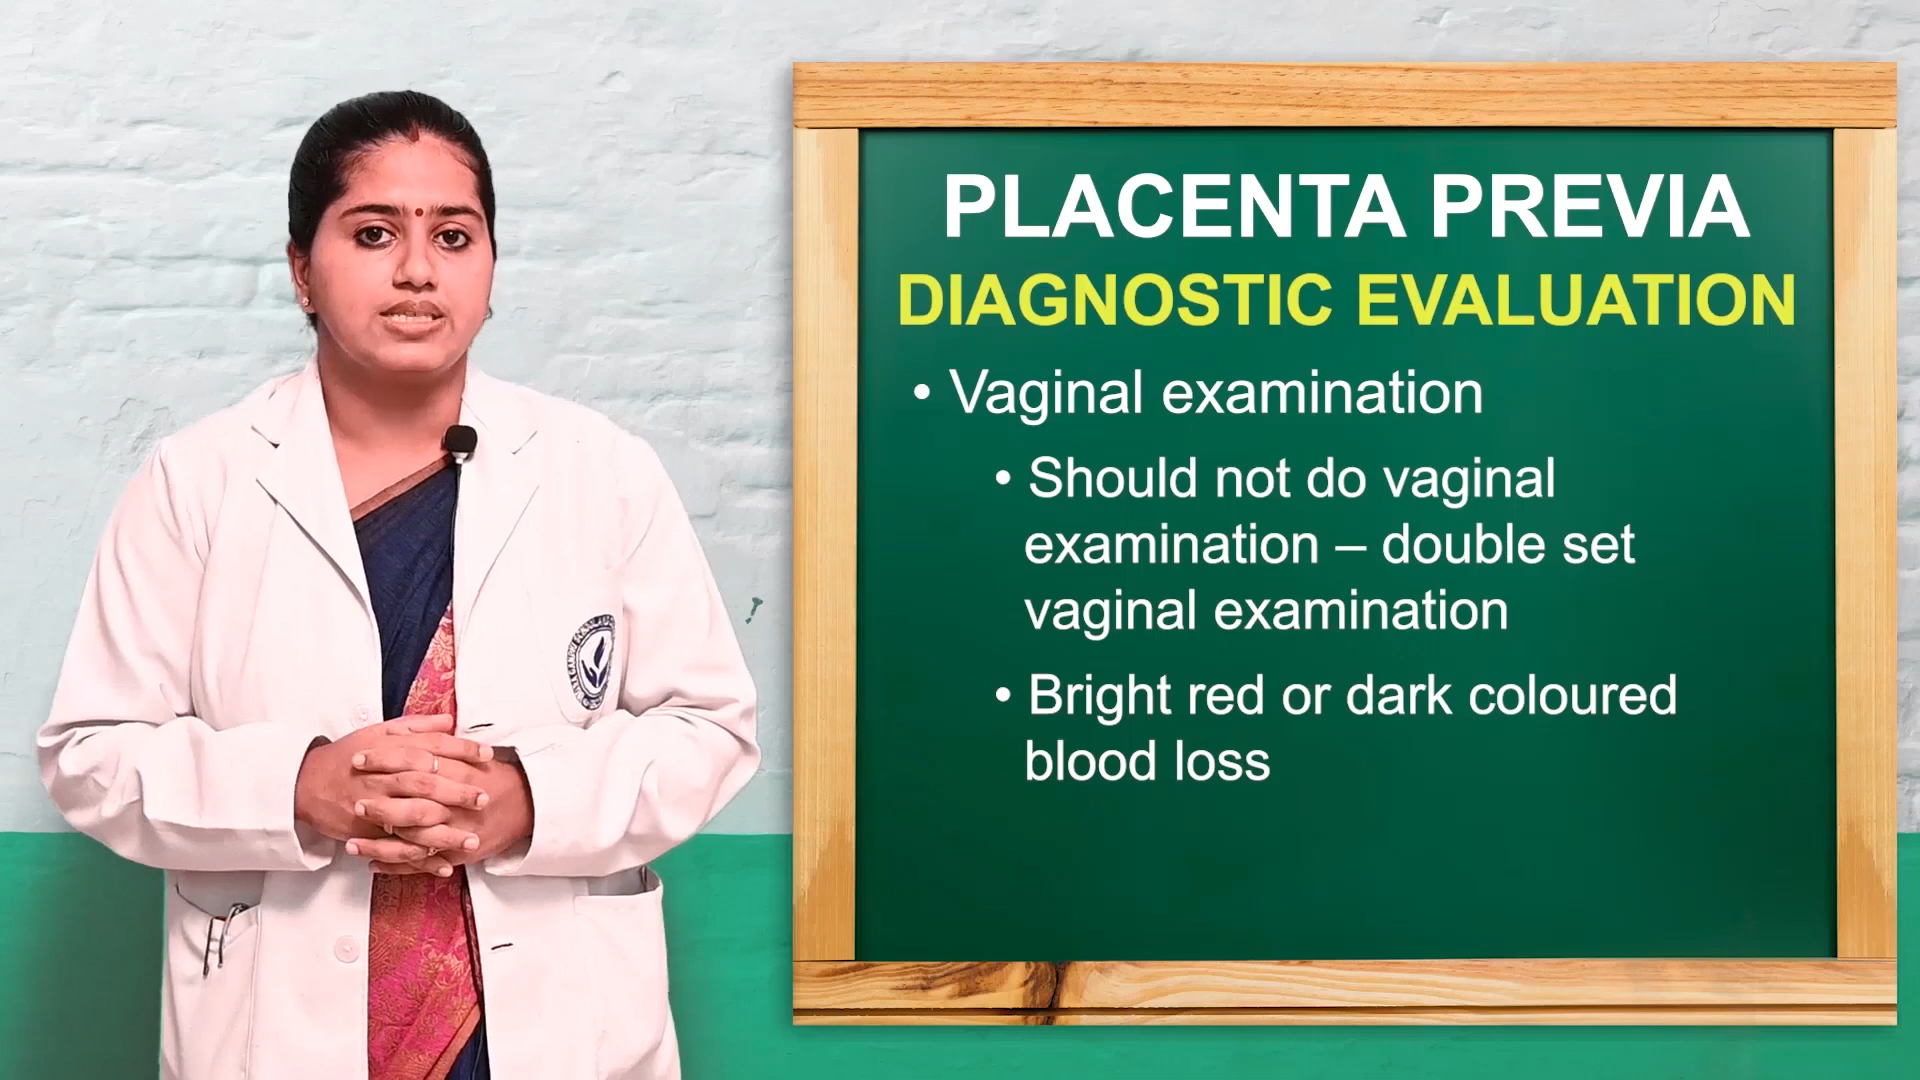 PLACENTA PREVIA
DIAGNOSTIC EVALUATION
• Vaginal examination
• Should not do vaginal
examination – double set
vaginal examination
• Bright red or dark coloured
blood loss